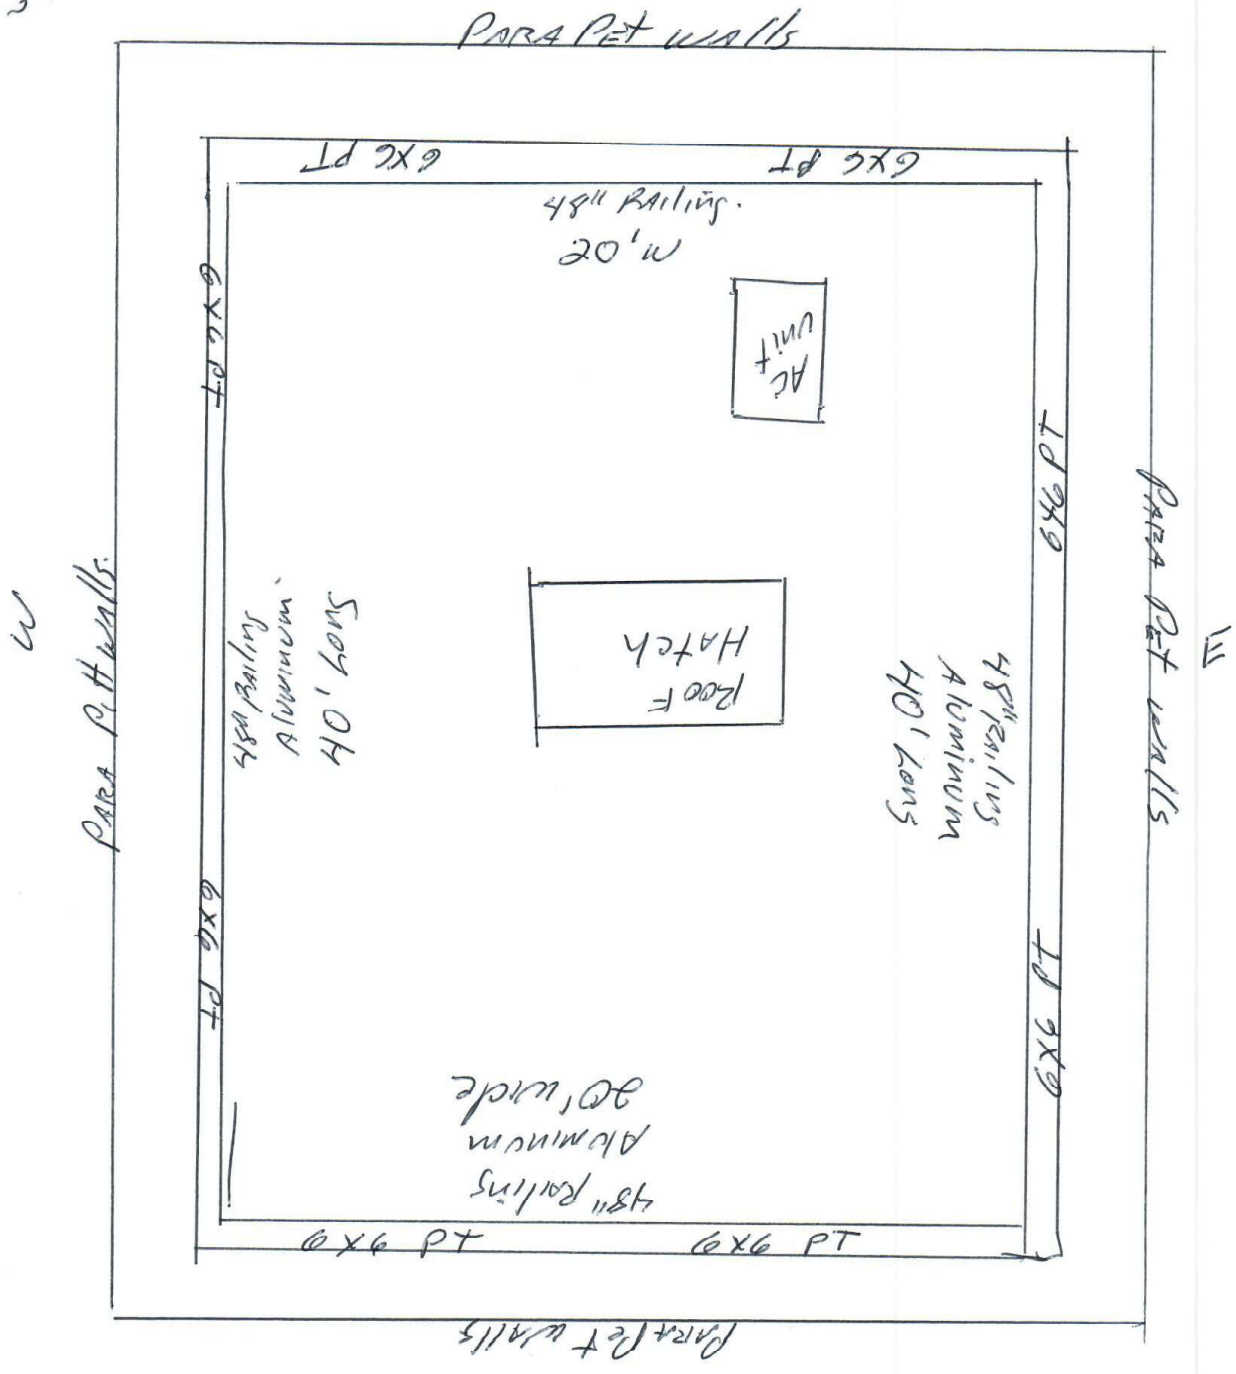 PARA PET WALLS
6X6 PT
6X6 PT
48" RAiling.
20' W
6X6 PT
AC
unit
6X6 PT
PARA PET WALLS
W
PARA P,tt WALLS.
48" RAiling
Aluminum.
40' Long
ROOF
HATCH
48" RAiling
Aluminum
40' Long
E
6X6 PT
6X6 PT
48" RAiling
Aluminum
20' wide
6X6 PT
6X6 PT
PARA PET WALLS